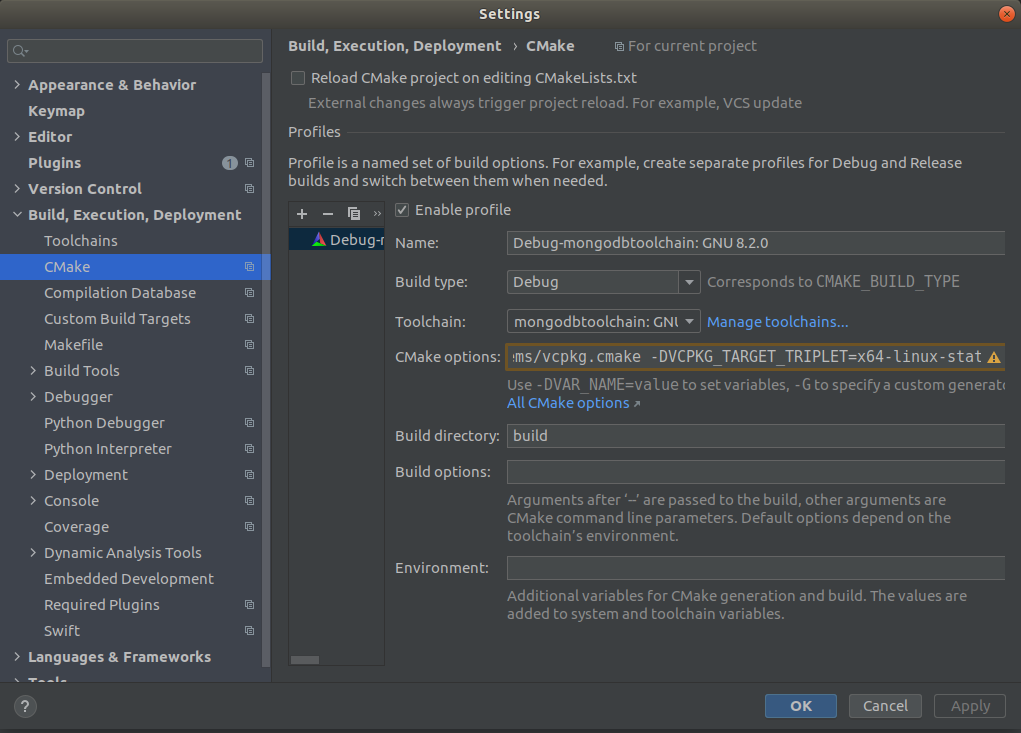 Settings
Appearance & Behavior
Keymap
Editor
Plugins 1
Version Control
Build, Execution, Deployment
Toolchains
CMake
Compilation Database
Custom Build Targets
Makefile
Build Tools
Debugger
Python Debugger
Python Interpreter
Deployment
Console
Coverage
Dynamic Analysis Tools
Embedded Development
Required Plugins
Swift
Languages & Frameworks
Tools
Build, Execution, Deployment › CMake For current project
Reload CMake project on editing CMakeLists.txt
External changes always trigger project reload. For example, VCS update
Profiles
Profile is a named set of build options. For example, create separate profiles for Debug and Release
builds and switch between them when needed.
+ − »
Debug-r
Enable profile
Name: Debug-mongodbtoolchain: GNU 8.2.0
Build type: Debug Corresponds to CMAKE_BUILD_TYPE
Toolchain: mongodbtoolchain: GNU Manage toolchains...
CMake options: ems/vcpkg.cmake -DVCPKG_TARGET_TRIPLET=x64-linux-stat
Use -DVAR_NAME=value to set variables, -G to specify a custom generato
All CMake options ↗
Build directory: build
Build options:
Arguments after ‘--’ are passed to the build, other arguments are
CMake command line parameters. Default options depend on the
toolchain’s environment.
Environment:
Additional variables for CMake generation and build. The values are
added to system and toolchain variables.
? OK Cancel Apply